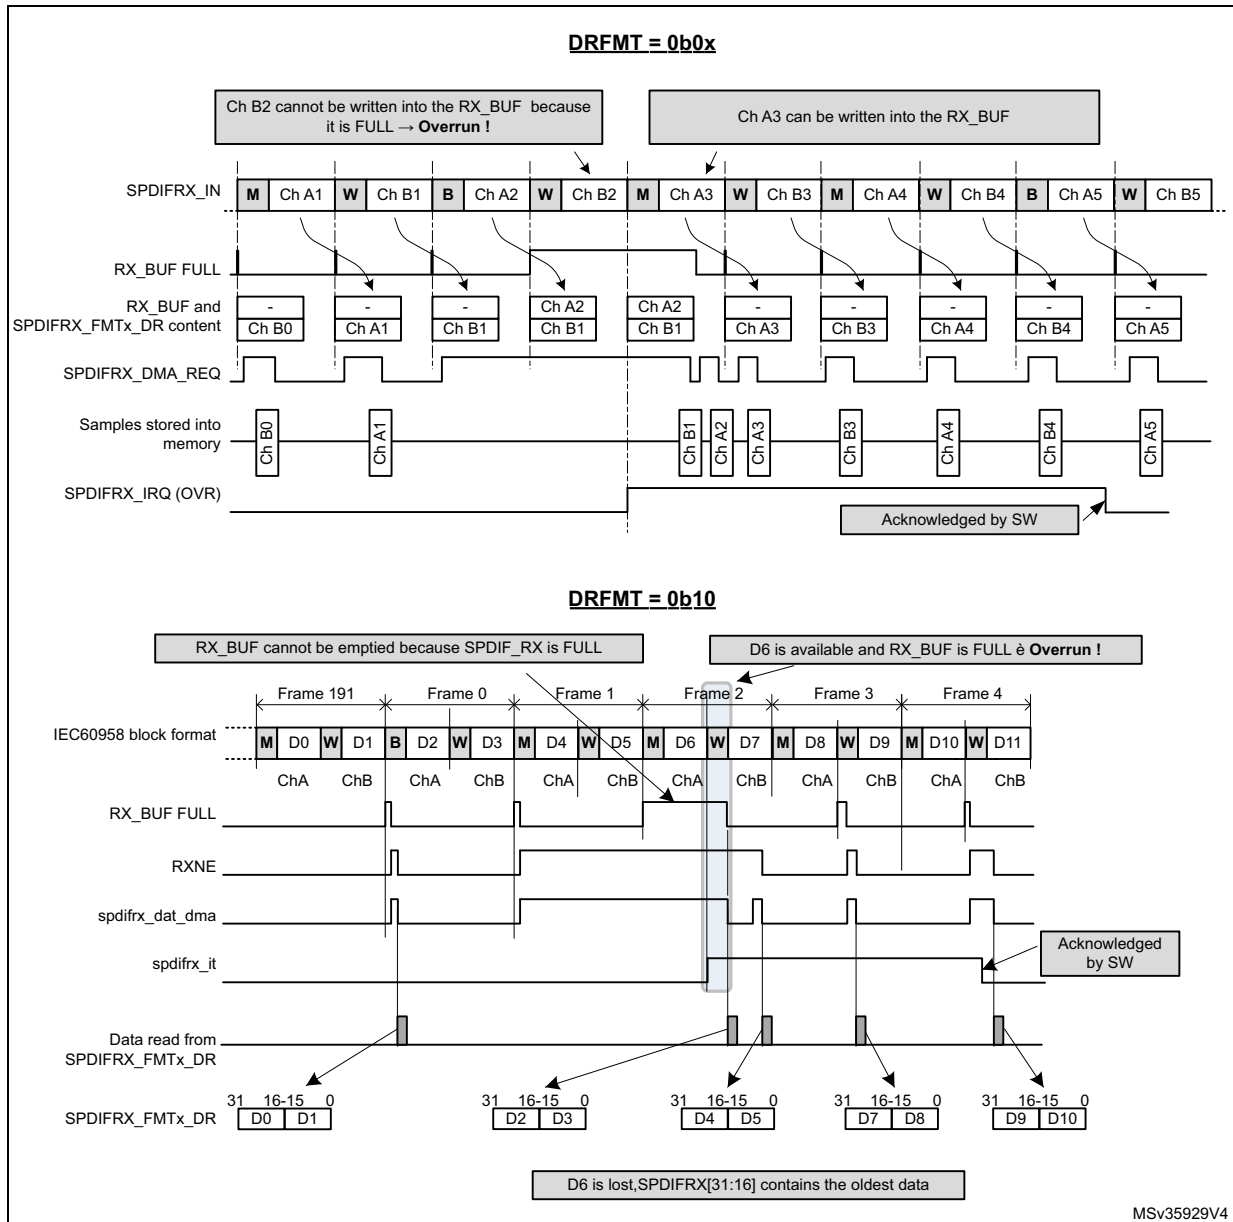 DRFMT = 0b0x
Ch B2 cannot be written into the RX_BUF because
it is FULL → Overrun !
Ch A3 can be written into the RX_BUF
SPDIFRX_IN
M Ch A1 W Ch B1 B Ch A2 W Ch B2 M Ch A3 W Ch B3 M Ch A4 W Ch B4 B Ch A5 W Ch B5
RX_BUF FULL
RX_BUF and
SPDIFRX_FMTx_DR content
- - - Ch A2 Ch A2 - - - - -
Ch B0 Ch A1 Ch B1 Ch B1 Ch B1 Ch A3 Ch B3 Ch A4 Ch B4 Ch A5
SPDIFRX_DMA_REQ
Samples stored into
memory
Ch B0 Ch A1 Ch B1 Ch A2 Ch A3 Ch B3 Ch A4 Ch B4 Ch A5
SPDIFRX_IRQ (OVR)
Acknowledged by SW
DRFMT = 0b10
RX_BUF cannot be emptied because SPDIF_RX is FULL
D6 is available and RX_BUF is FULL è Overrun !
Frame 191 Frame 0 Frame 1 Frame 2 Frame 3 Frame 4
IEC60958 block format
M D0 W D1 B D2 W D3 M D4 W D5 M D6 W D7 M D8 W D9 M D10 W D11
ChA ChB ChA ChB ChA ChB ChA ChB ChA ChB ChA ChB
RX_BUF FULL
RXNE
spdifrx_dat_dma
spdifrx_it
Acknowledged
by SW
Data read from
SPDIFRX_FMTx_DR
31 16-15 0 31 16-15 0 31 16-15 0 31 16-15 0 31 16-15 0
SPDIFRX_FMTx_DR
D0 D1 D2 D3 D4 D5 D7 D8 D9 D10
D6 is lost,SPDIFRX[31:16] contains the oldest data
MSv35929V4